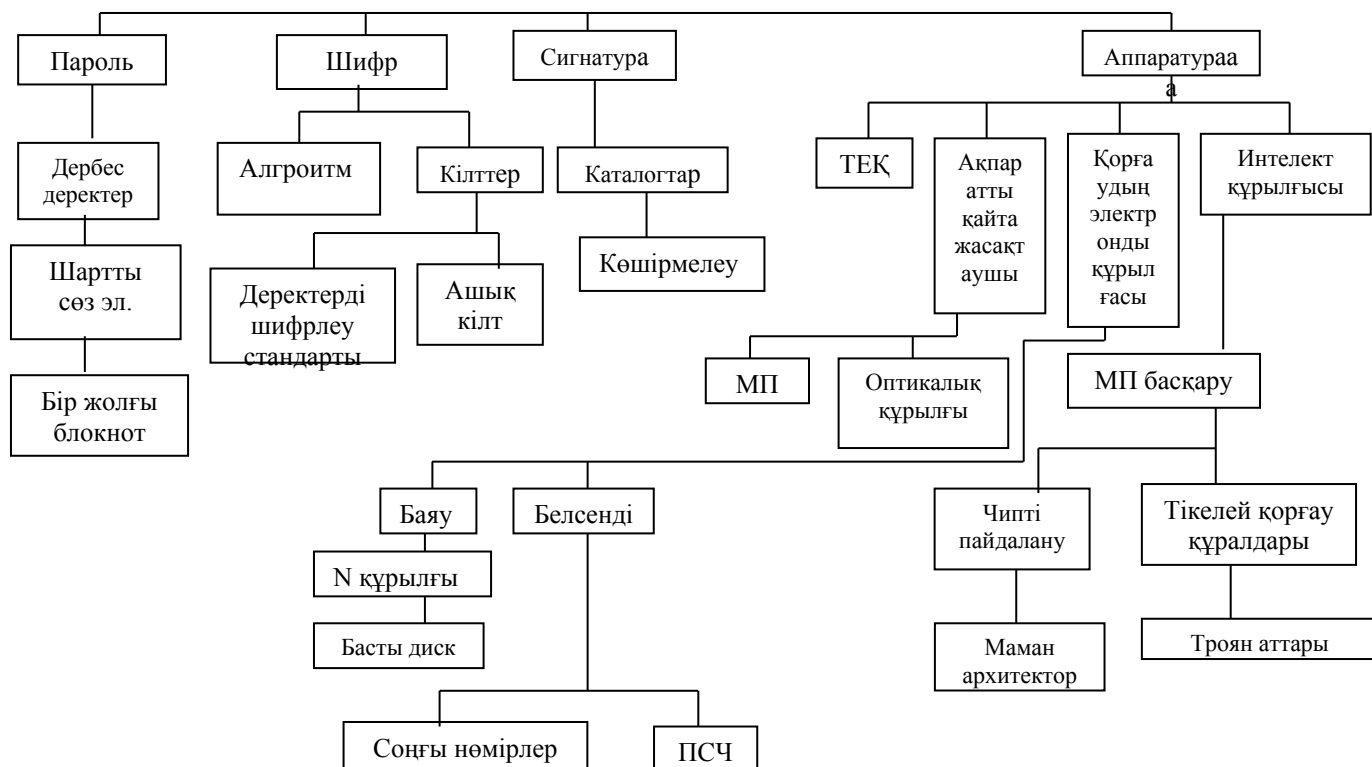 Пароль
Шифр
Сигнатура
Аппаратураа
а
Дербес
деректер
Алгроитм
Кілттер
Каталогтар
ТЕҚ
Ақпар
атты
қайта
жасақт
аушы
Қорға
удың
электр
онды
құрыл
ғасы
Интелект
құрылғысы
Шартты
сөз эл.
Деректерді
шифрлеу
стандарты
Ашық
кілт
Көшірмелеу
Бір жолғы
блокнот
МП
Оптикалық
құрылғы
МП басқару
Баяу
Белсенді
Чипті
пайдалану
Тікелей қорғау
құралдары
N құрылғы
Басты диск
Маман
архитектор
Троян аттары
Соңғы нөмірлер
ПСЧ